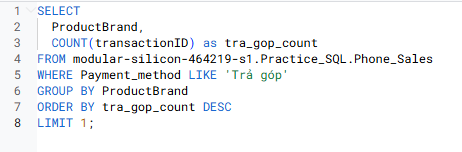 1 SELECT
2 ProductBrand,
3 COUNT(transactionID) as tra_gop_count
4 FROM modular-silicon-464219-s1.Practice_SQL.Phone_Sales
5 WHERE Payment_method LIKE 'Trả góp'
6 GROUP BY ProductBrand
7 ORDER BY tra_gop_count DESC
8 LIMIT 1;